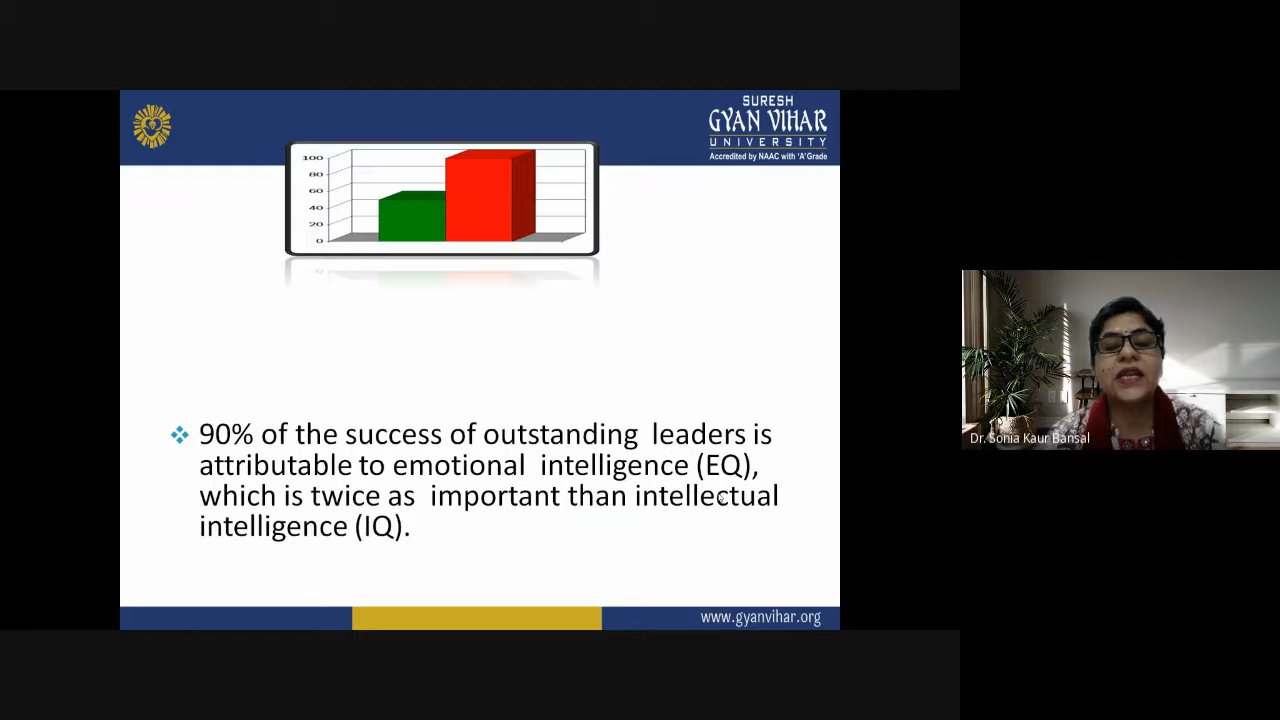 SURESH
GYAN VIHAR
UNIVERSITY
Accredited by NAAC with 'A' Grade
100
80
60
40
20
0
❖ 90% of the success of outstanding leaders is
attributable to emotional intelligence (EQ),
which is twice as important than intellectual
intelligence (IQ).
www.gyanvihar.org
Dr. Sonia Kaur Bansal